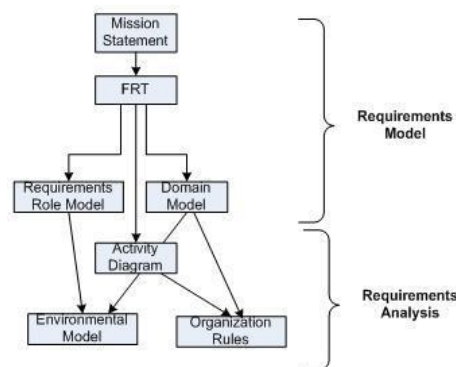 Mission
Statement
FRT
Requirements
Model
Requirements
Role Model
Domain
Model
Activity
Diagram
Requirements
Analysis
Environmental
Model
Organization
Rules